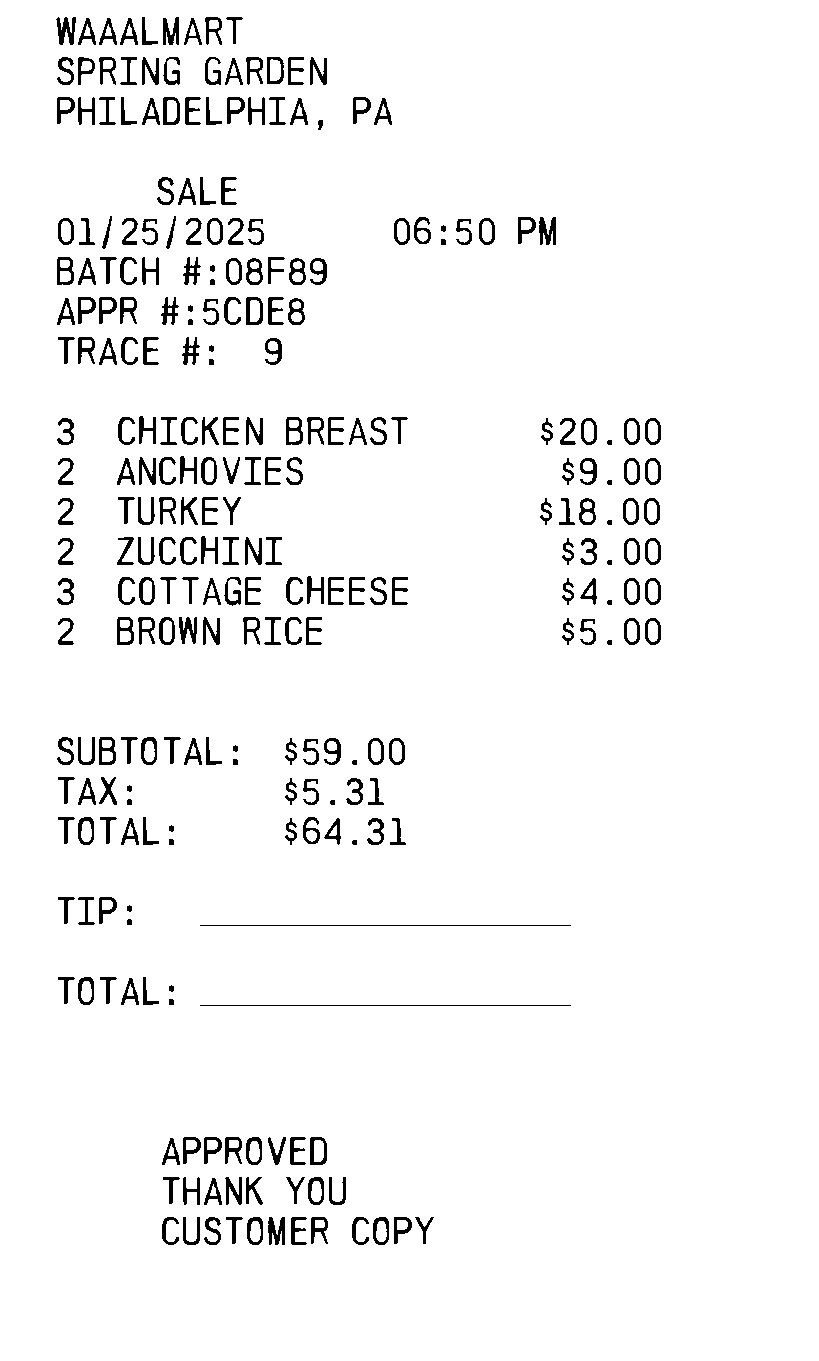 WAAALMART
SPRING GARDEN
PHILADELPHIA, PA
SALE
01/25/2025 06:50 PM
BATCH #:08F89
APPR #:5CDE8
TRACE #: 9
3 CHICKEN BREAST $20.00
2 ANCHOVIES $9.00
2 TURKEY $18.00
2 ZUCCHINI $3.00
3 COTTAGE CHEESE $4.00
2 BROWN RICE $5.00
SUBTOTAL: $59.00
TAX: $5.31
TOTAL: $64.31
TIP:
TOTAL:
APPROVED
THANK YOU
CUSTOMER COPY